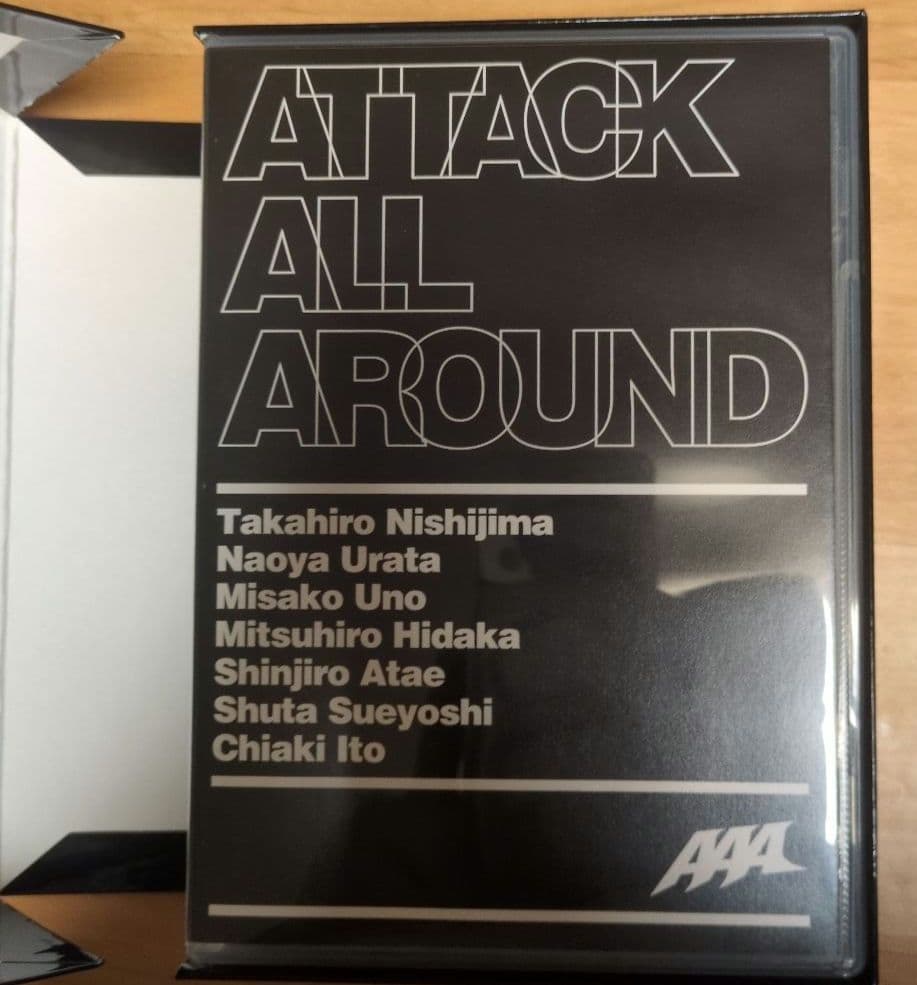 ATTACK
ALL
AROUND
Takahiro Nishijima
Naoya Urata
Misako Uno
Mitsuhiro Hidaka
Shinjiro Atae
Shuta Sueyoshi
Chiaki Ito
AAA